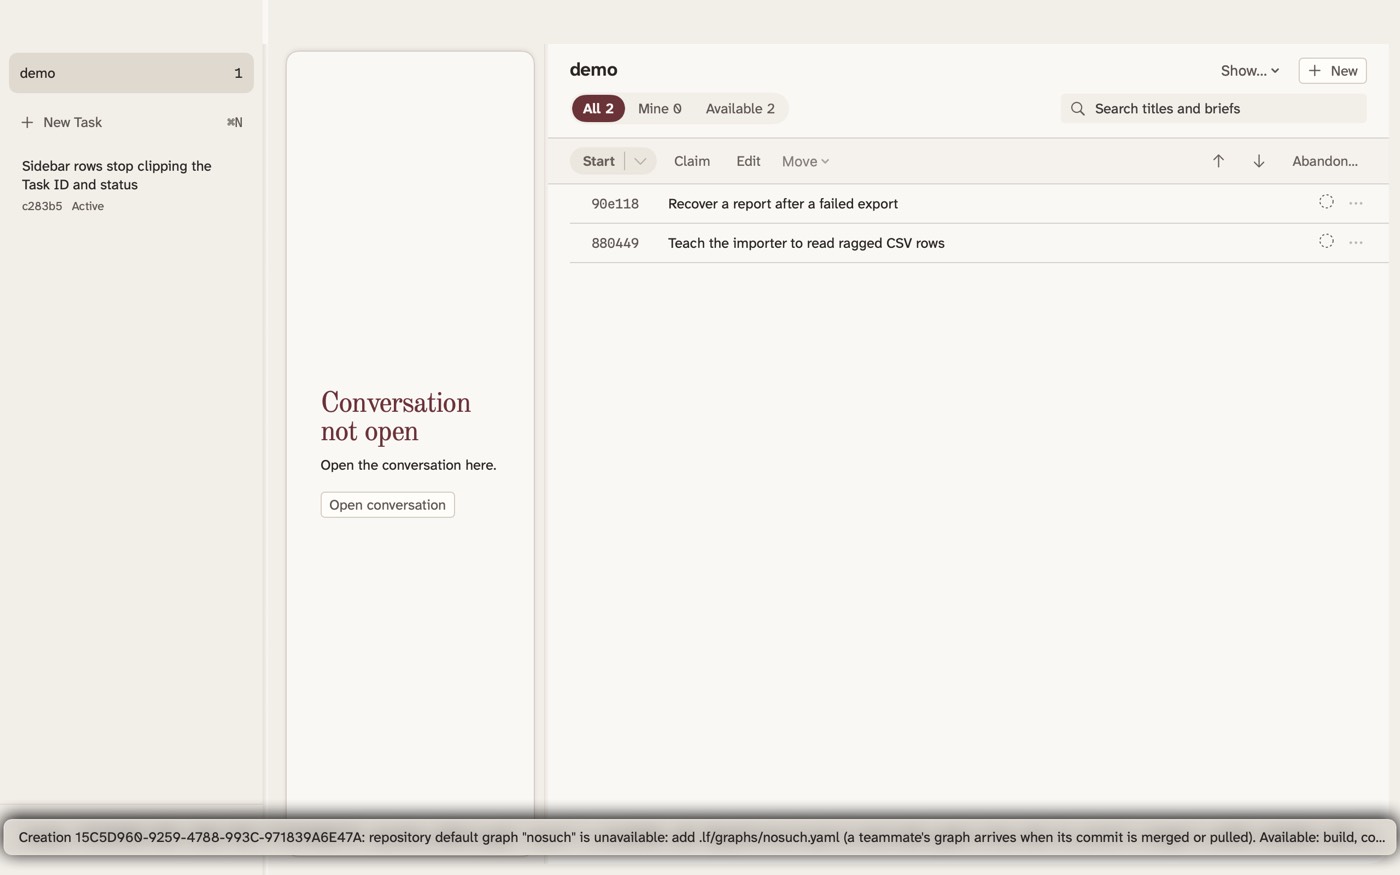 demo 1
New Task ⌘N
Sidebar rows stop clipping the
Task ID and status
c283b5 Active
Conversation
not open
Open the conversation here.
Open conversation
demo
Show... New
All 2 Mine 0 Available 2
Search titles and briefs
Start Claim Edit Move Abandon...
90e118 Recover a report after a failed export
880449 Teach the importer to read ragged CSV rows
Creation 15C5D960-9259-4788-993C-971839A6E47A: repository default graph "nosuch" is unavailable: add .lf/graphs/nosuch.yaml (a teammate's graph arrives when its commit is merged or pulled). Available: build, co...